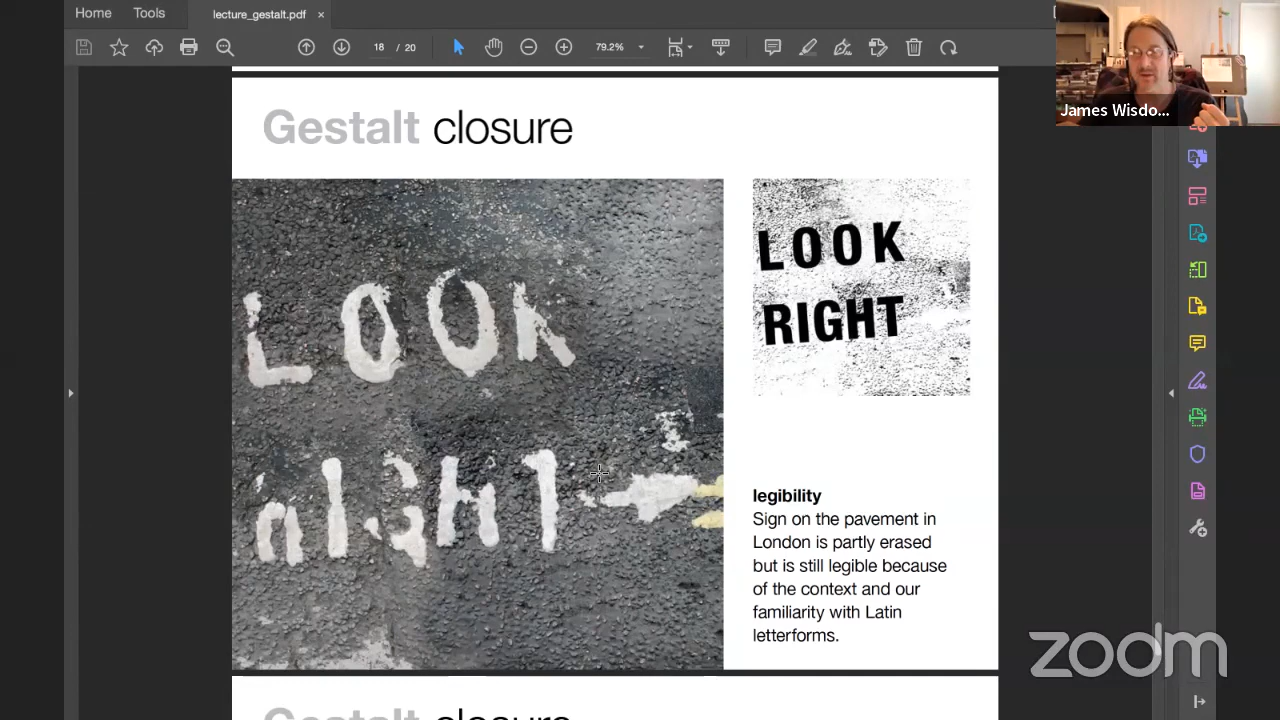 Home Tools lecture_gestalt.pdf ×
18 / 20 79.2%
James Wisdo...
Gestalt closure
LOOK
RIGHT
LOOK
RIGHT
legibility
Sign on the pavement in
London is partly erased
but is still legible because
of the context and our
familiarity with Latin
letterforms.
zoom
Gestalt closure